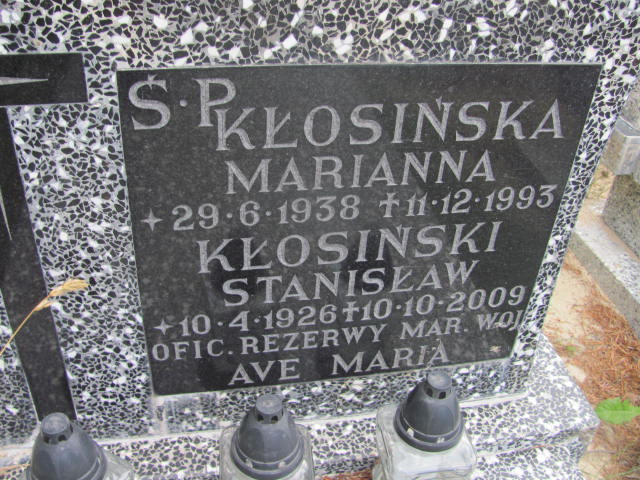 Ś·P KŁOSIŃSKA
MARIANNA
+29·6·1938 +11·12·1993
KŁOSIŃSKI
STANISŁAW
+10·4·1926+10·10·2009
OFIC. REZERWY MAR. WOJ.
AVE MARIA